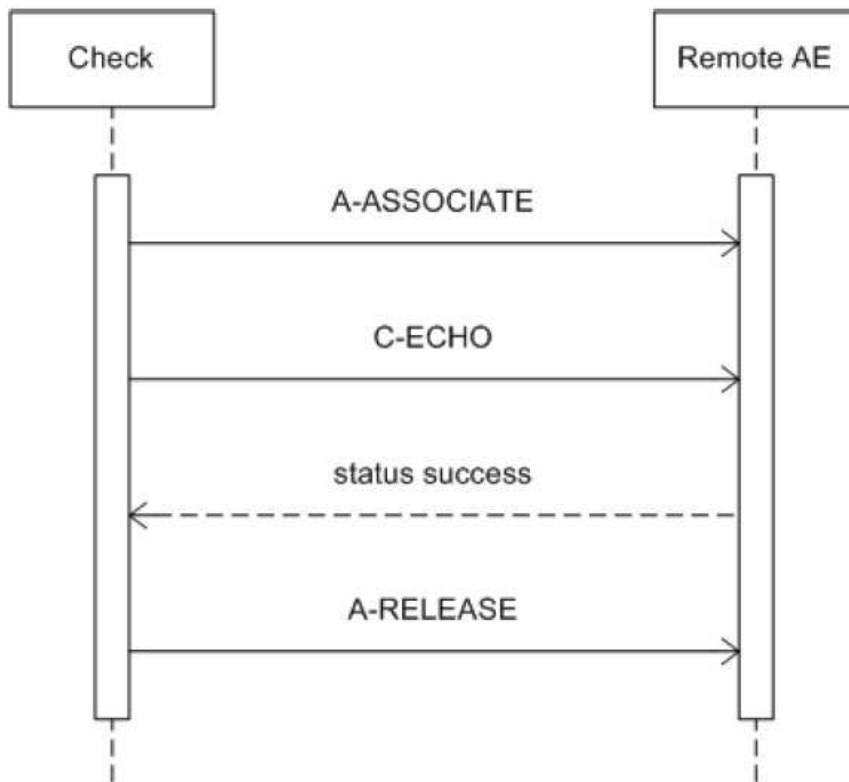 Check
Remote AE
A-ASSOCIATE
C-ECHO
status success
A-RELEASE